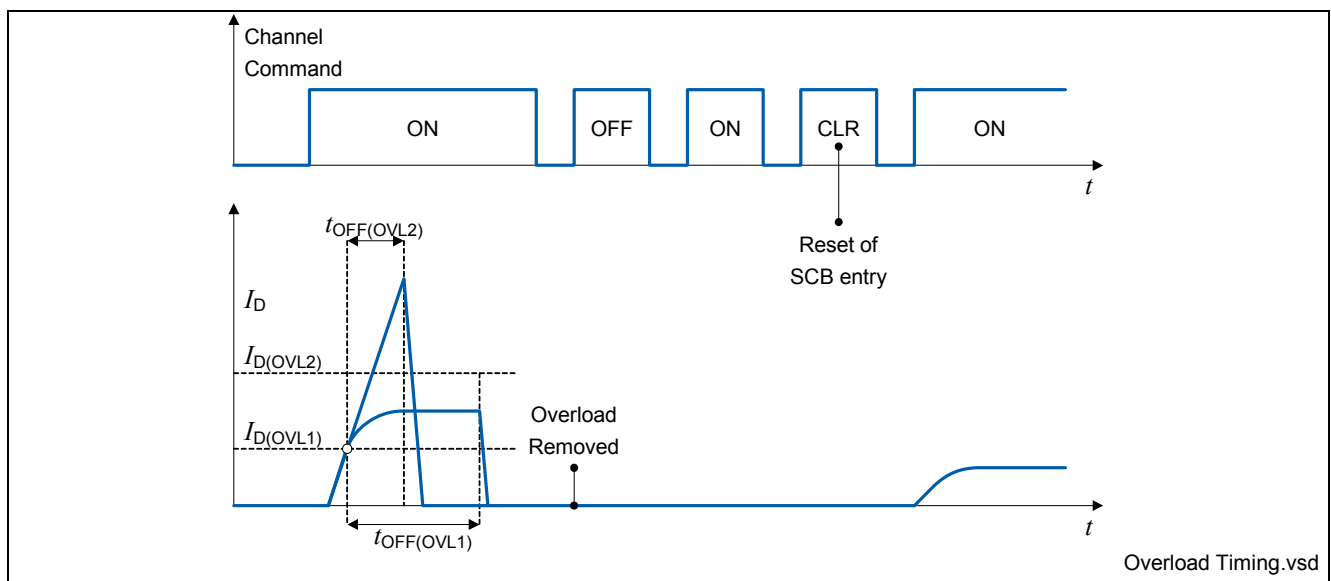 Channel
Command
ON
OFF
ON
CLR
ON
t
Reset of
SCB entry
tOFF(OVL2)
ID
ID(OVL2)
ID(OVL1)
Overload
Removed
tOFF(OVL1)
t
Overload Timing.vsd